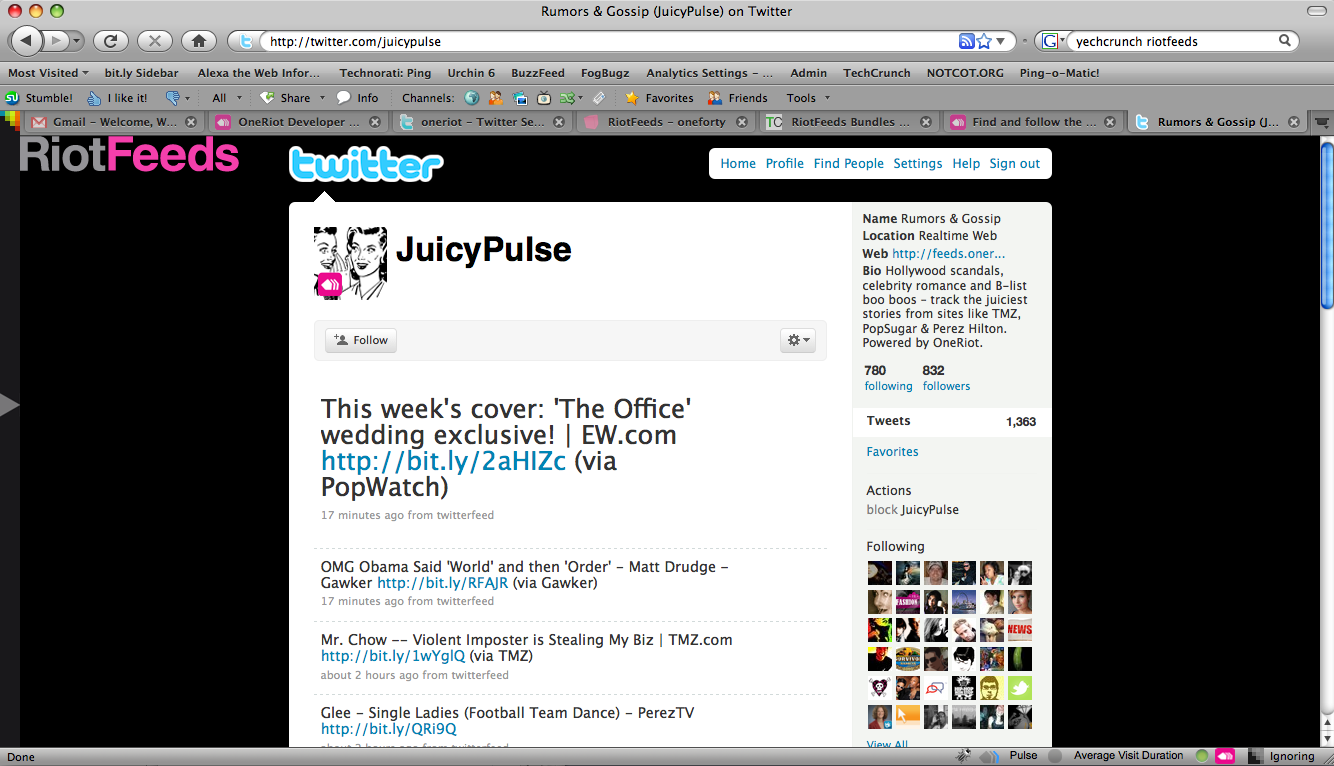 Rumors & Gossip (JuicyPulse) on Twitter
http://twitter.com/juicypulse
G
yechcrunch riotfeeds
Most Visited
bit.ly Sidebar
Alexa the Web Infor...
Technorati: Ping
Urchin 6
BuzzFeed
FogBugz
Analytics Settings - ...
Admin
TechCrunch
NOTCOT.ORG
Ping-o-Matic!
Stumble!
I like it!
All
Share
Info
Channels:
Favorites
Friends
Tools
Gmail - Welcome, W...
OneRiot Developer ...
oneriot - Twitter Se...
RiotFeeds - oneforty
TC
RiotFeeds Bundles ...
Find and follow the ...
Rumors & Gossip (J...
RiotFeeds
twitter
Home Profile Find People Settings Help Sign out
JuicyPulse
Follow
This week's cover: 'The Office'
wedding exclusive! | EW.com
http://bit.ly/2aHIZc (via
PopWatch)
17 minutes ago from twitterfeed
OMG Obama Said 'World' and then 'Order' - Matt Drudge -
Gawker http://bit.ly/RFAJR (via Gawker)
17 minutes ago from twitterfeed
Mr. Chow -- Violent Imposter is Stealing My Biz | TMZ.com
http://bit.ly/1wYglQ (via TMZ)
about 2 hours ago from twitterfeed
Glee - Single Ladies (Football Team Dance) - PerezTV
http://bit.ly/QRi9Q
Name Rumors & Gossip
Location Realtime Web
Web http://feeds.oner...
Bio Hollywood scandals,
celebrity romance and B-list
boo boos - track the juiciest
stories from sites like TMZ,
PopSugar & Perez Hilton.
Powered by OneRiot.
780 832
following followers
Tweets 1,363
Favorites
Actions
block JuicyPulse
Following
FASHION
NEWS
SURVIVOR
View All
Done
Pulse
Average Visit Duration
Ignoring